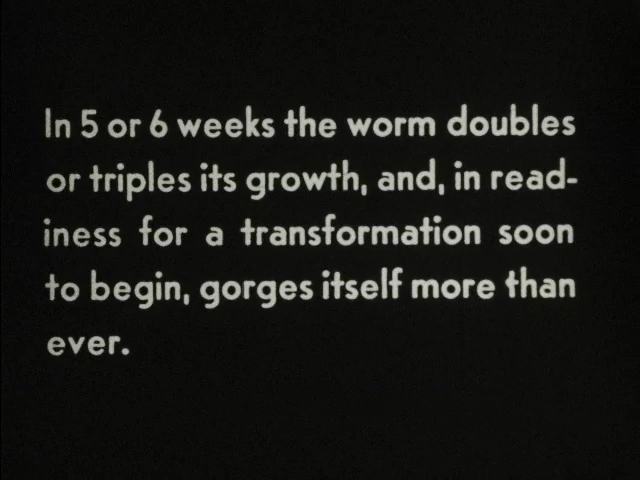 In 5 or 6 weeks the worm doubles
or triples its growth, and, in read-
iness for a transformation soon
to begin, gorges itself more than
ever.